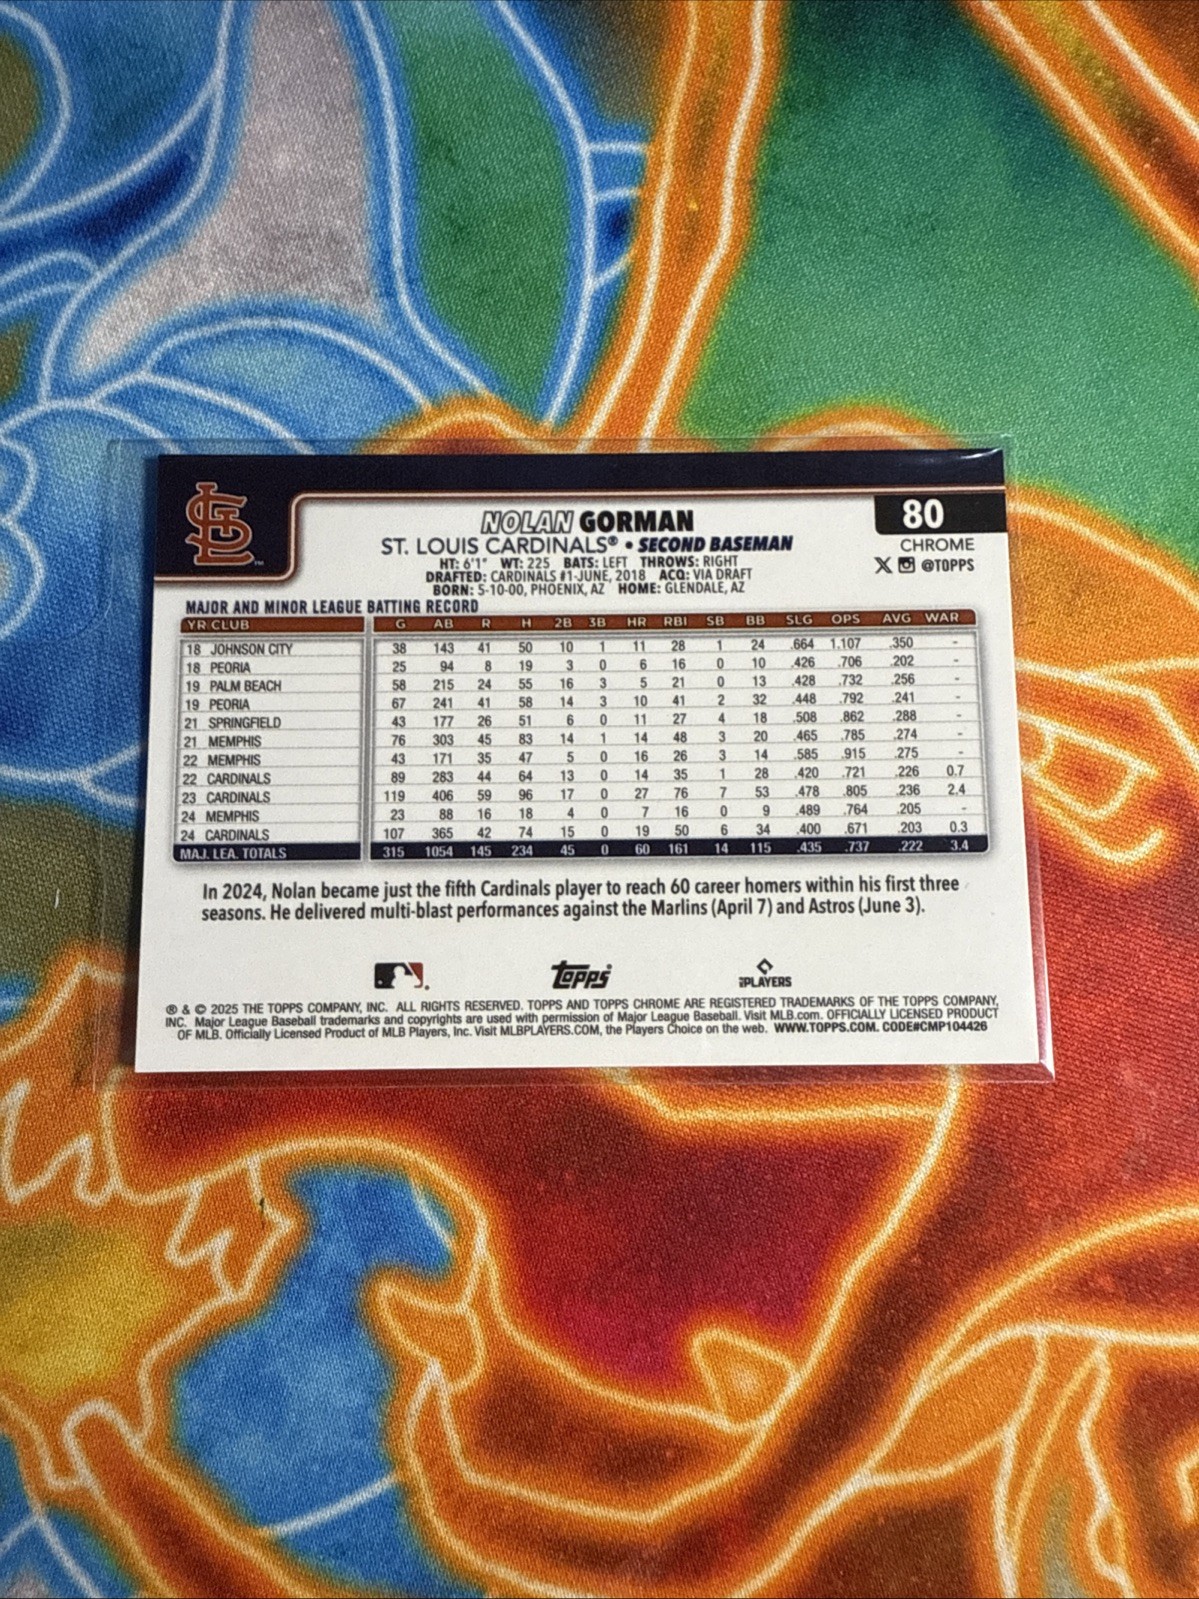 80
NOLAN GORMAN
ST. LOUIS CARDINALS® • SECOND BASEMAN
CHROME
HT: 6'1" WT: 225 BATS: LEFT THROWS: RIGHT
@TOPPS
DRAFTED: CARDINALS #1-JUNE, 2018 ACQ: VIA DRAFT
BORN: 5-10-00, PHOENIX, AZ HOME: GLENDALE, AZ
MAJOR AND MINOR LEAGUE BATTING RECORD
YR CLUB G AB R H 2B 3B HR RBI SB BB SLG OPS AVG WAR
18 JOHNSON CITY 38 143 41 50 10 1 11 28 1 24 .664 1.107 .350 -
18 PEORIA 25 94 8 19 3 0 6 16 0 10 .426 .706 .202 -
19 PALM BEACH 58 215 24 55 16 3 5 21 0 13 .428 .732 .256 -
19 PEORIA 67 241 41 58 14 3 10 41 2 32 .448 .792 .241 -
21 SPRINGFIELD 43 177 26 51 6 0 11 27 4 18 .508 .862 .288 -
21 MEMPHIS 76 303 45 83 14 1 14 48 3 20 .465 .785 .274 -
22 MEMPHIS 43 171 35 47 5 0 16 26 3 14 .585 .915 .275 -
22 CARDINALS 89 283 44 64 13 0 14 35 1 28 .420 .721 .226 0.7
23 CARDINALS 119 406 59 96 17 0 27 76 7 53 .478 .805 .236 2.4
24 MEMPHIS 23 88 16 18 4 0 7 16 0 9 .489 .764 .205 -
24 CARDINALS 107 365 42 74 15 0 19 50 6 34 .400 .671 .203 0.3
MAJ. LEA. TOTALS 315 1054 145 234 45 0 60 161 14 115 .435 .737 .222 3.4
In 2024, Nolan became just the fifth Cardinals player to reach 60 career homers within his first three
seasons. He delivered multi-blast performances against the Marlins (April 7) and Astros (June 3).
topps
PLAYERS
® & © 2025 THE TOPPS COMPANY, INC. ALL RIGHTS RESERVED. TOPPS AND TOPPS CHROME ARE REGISTERED TRADEMARKS OF THE TOPPS COMPANY,
INC. Major League Baseball trademarks and copyrights are used with permission of Major League Baseball. Visit MLB.com. OFFICIALLY LICENSED PRODUCT
OF MLB. Officially Licensed Product of MLB Players, Inc. Visit MLBPLAYERS.COM, the Players Choice on the web. WWW.TOPPS.COM. CODE#CMP104426